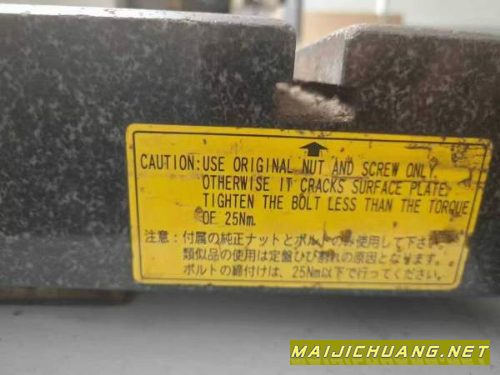 CAUTION:USE ORIGINAL NUT AND SCREW ONLY
OTHERWISE IT CRACKS SURFACE PLATE.
TIGHTEN THE BOLT LESS THAN THE TORQUE
OF 25Nm.
注意：付属の純正ナットとボルトのみ使用して下さい
類似品の使用は定盤ひび割れの原因となります。
ボルトの締付けは、25Nm以下で行ってください。
MAIJICHUANG.NET